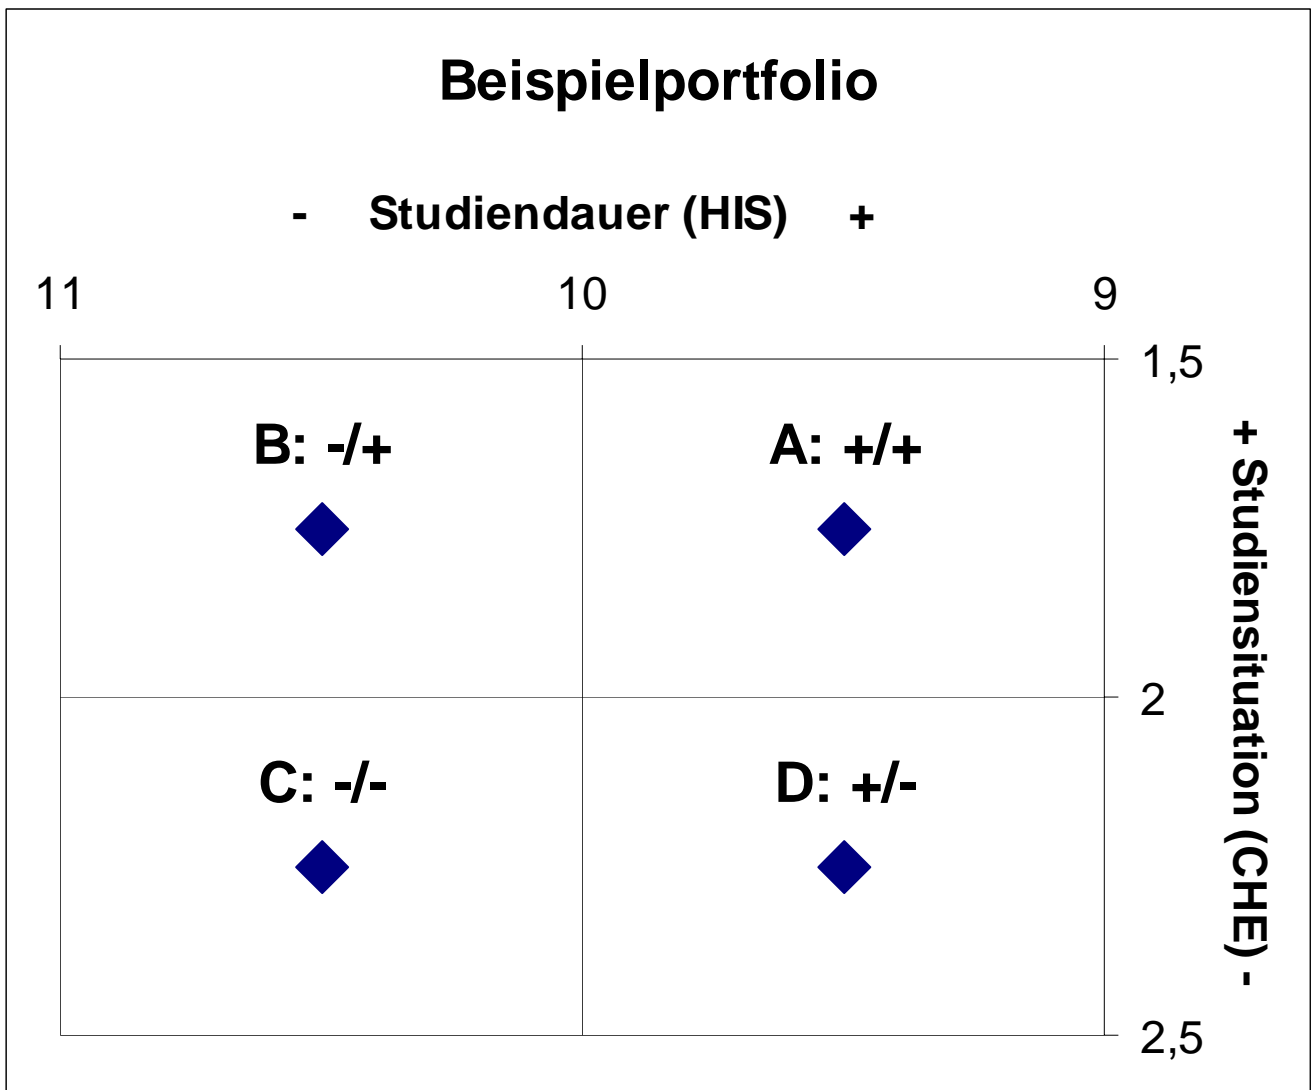 Beispielportfolio
- Studiendauer (HIS) +
11 10 9
1,5
B: -/+ A: +/+
+ Studiensituation (CHE) -
2
C: -/- D: +/-
2,5